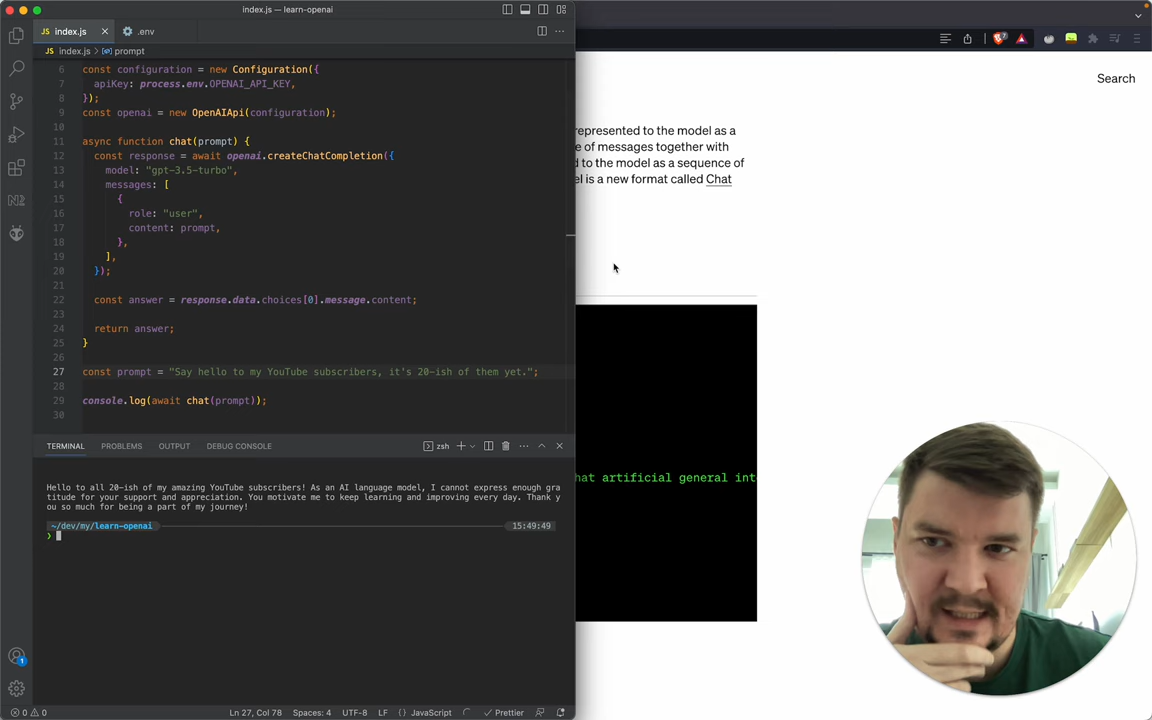 index.js — learn-openai
JS index.js
.env
JS index.js > prompt
6 const configuration = new Configuration({
7 apiKey: process.env.OPENAI_API_KEY,
8 });
9 const openai = new OpenAIApi(configuration);
10
11 async function chat(prompt) {
12 const response = await openai.createChatCompletion({
13 model: "gpt-3.5-turbo",
14 messages: [
15 {
16 role: "user",
17 content: prompt,
18 },
19 ],
20 });
21
22 const answer = response.data.choices[0].message.content;
23
24 return answer;
25 }
26
27 const prompt = "Say hello to my YouTube subscribers, it's 20-ish of them yet.";
28
29 console.log(await chat(prompt));
30
TERMINAL PROBLEMS OUTPUT DEBUG CONSOLE
zsh
Hello to all 20-ish of my amazing YouTube subscribers! As an AI language model, I cannot express enough gra
titude for your support and appreciation. You motivate me to keep learning and improving every day. Thank y
ou so much for being a part of my journey!
~/dev/my/learn-openai
15:49:49
0 0
Ln 27, Col 78 Spaces: 4 UTF-8 LF {} JavaScript Prettier
1
Search
represented to the model as a
e of messages together with
d to the model as a sequence of
el is a new format called Chat
hat artificial general int